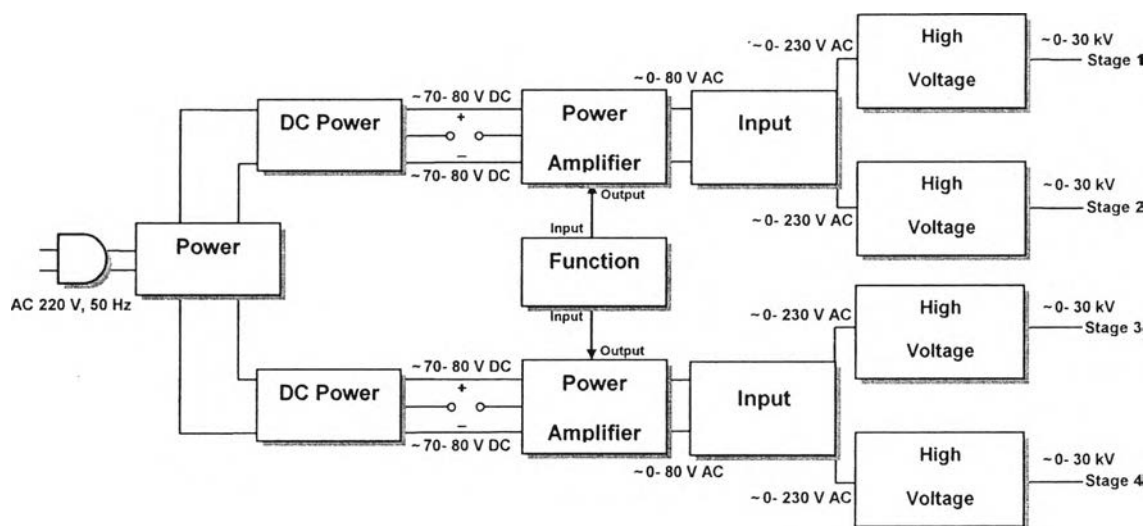 High
Voltage
~0- 230 V AC
~0- 30 kV
Stage 1
~0- 80 V AC
~70- 80 V DC
DC Power
+
–
~70- 80 V DC
Power
Amplifier
Input
High
Voltage
~0- 230 V AC
~0- 30 kV
Stage 2
Output
Input
Power
Function
AC 220 V, 50 Hz
Input
Output
~0- 230 V AC
High
Voltage
~0- 30 kV
Stage 3
~70- 80 V DC
DC Power
+
–
~70- 80 V DC
Power
Amplifier
Input
~0- 80 V AC
High
Voltage
~0- 230 V AC
~0- 30 kV
Stage 4